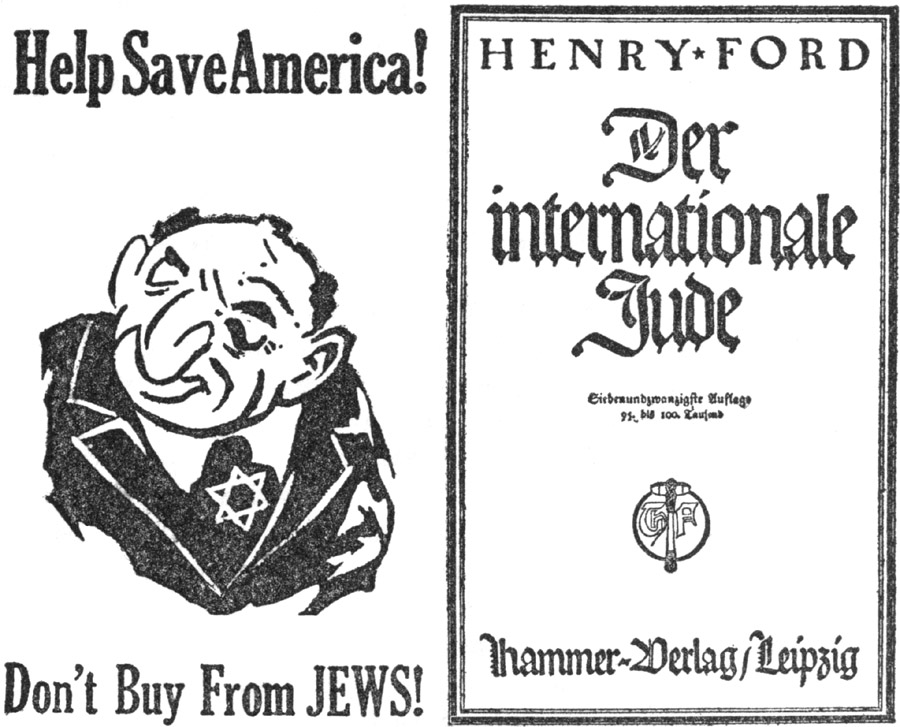 Help Save America!
Don't Buy From JEWS!
HENRY★FORD
Der
internationale
Jude
Siebenundzwanzigste Auflage
95. bis 100. Tausend
Hammer-Verlag/Leipzig